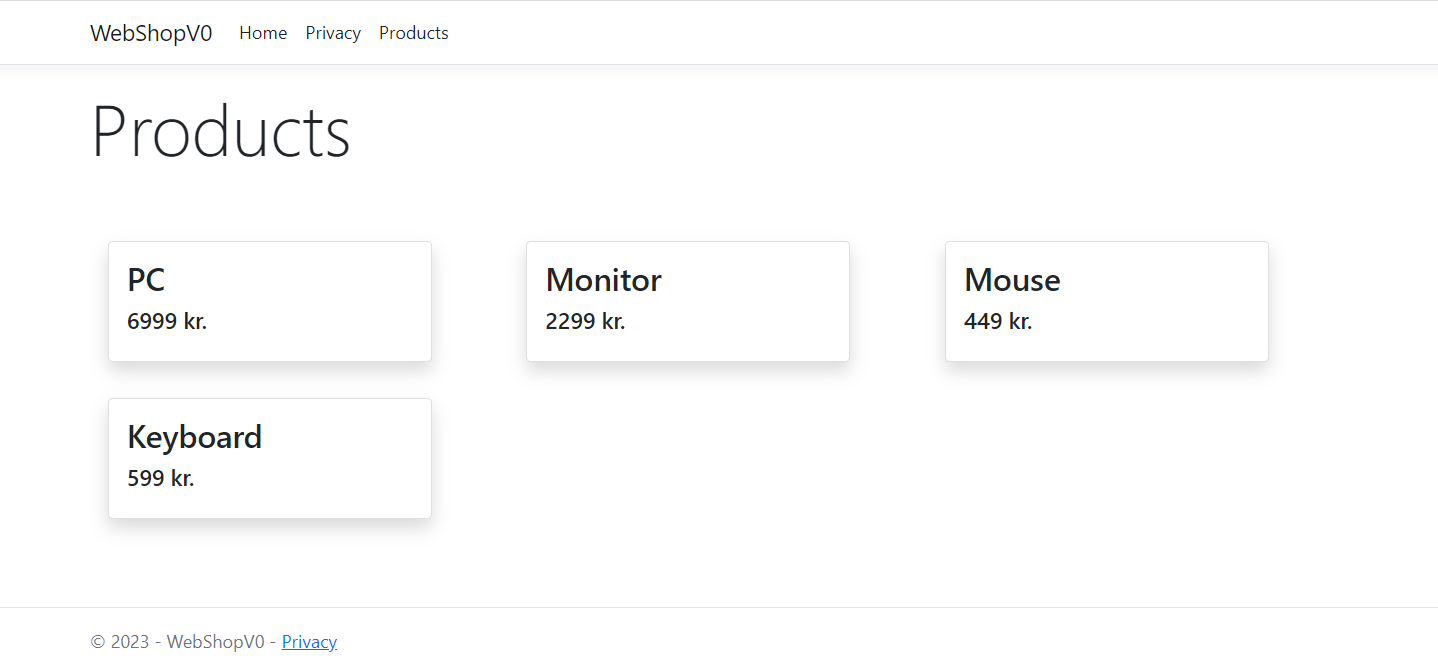 WebShopV0 Home Privacy Products
Products
PC
6999 kr.
Monitor
2299 kr.
Mouse
449 kr.
Keyboard
599 kr.
© 2023 - WebShopV0 - Privacy